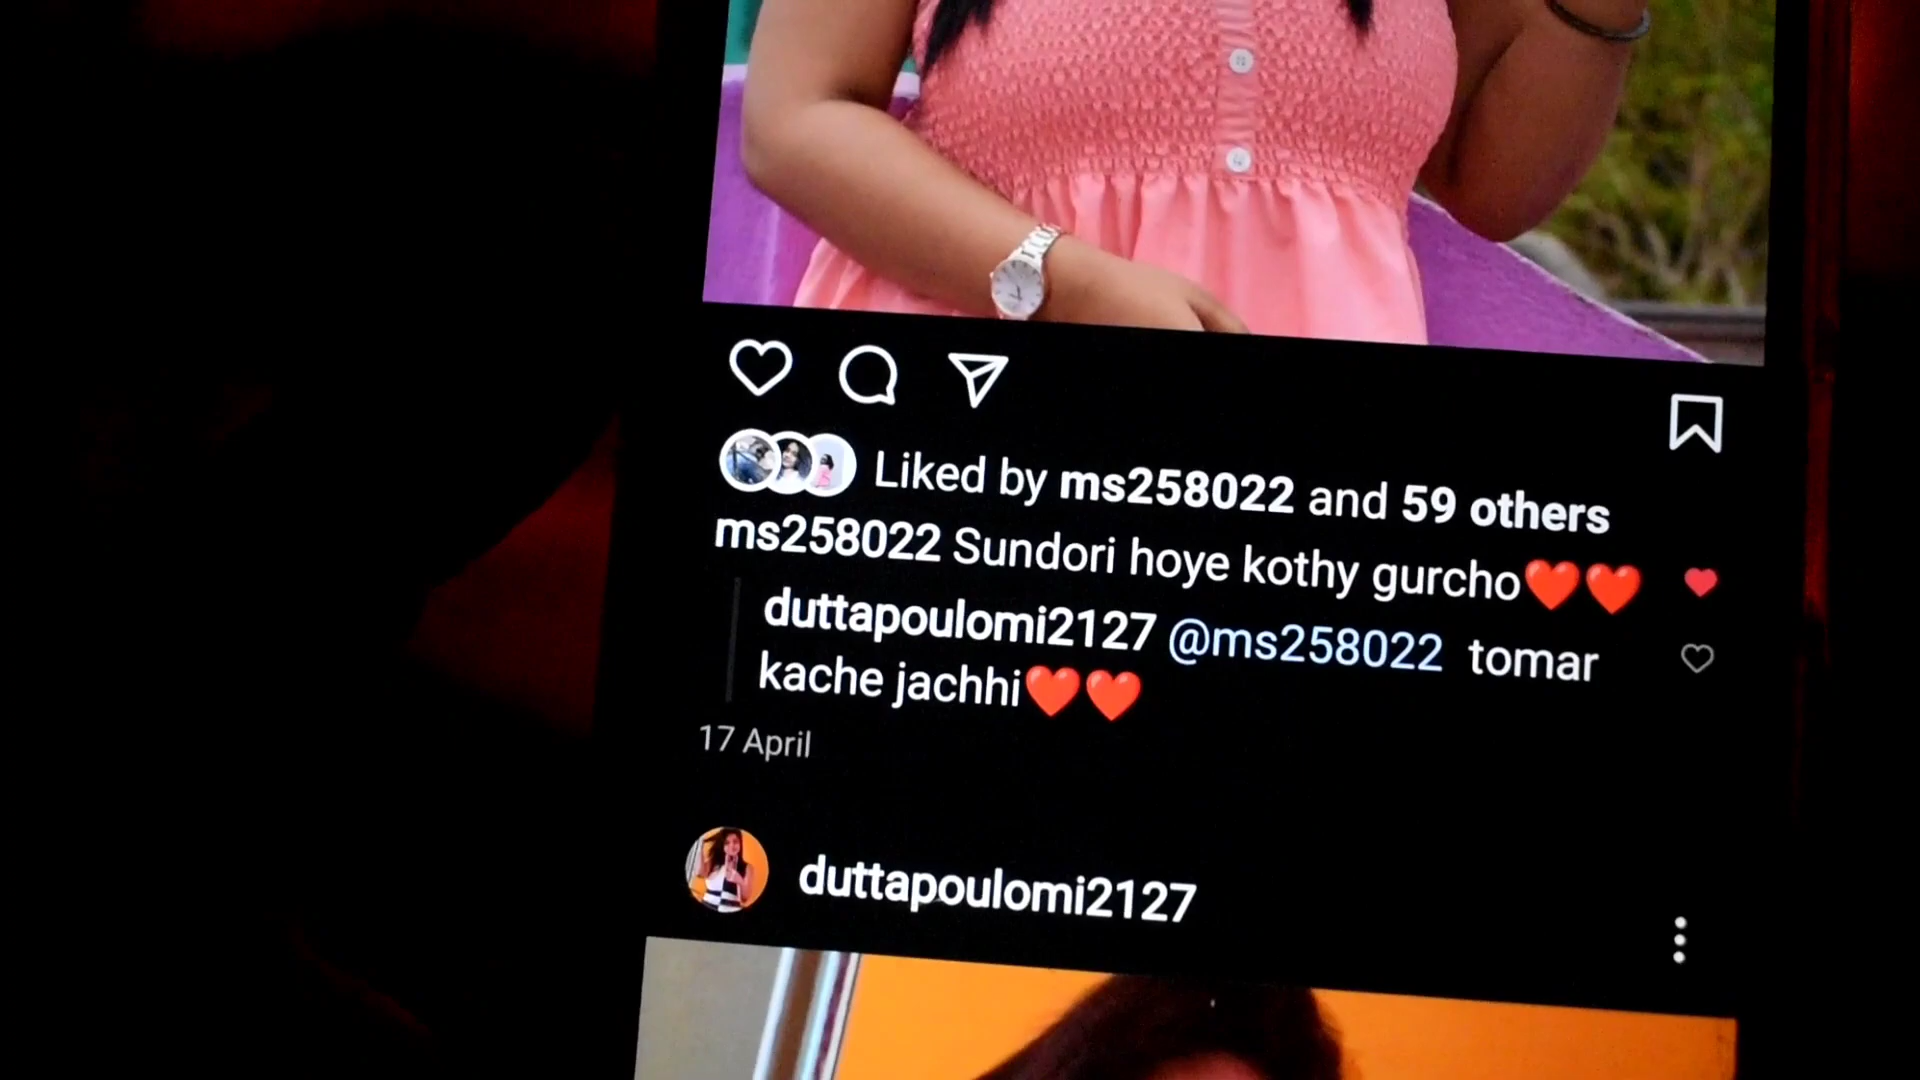 Liked by ms258022 and 59 others
ms258022 Sundori hoye kothy gurcho❤️❤️
duttapoulomi2127 @ms258022 tomar
kache jachhi❤️❤️
17 April
duttapoulomi2127